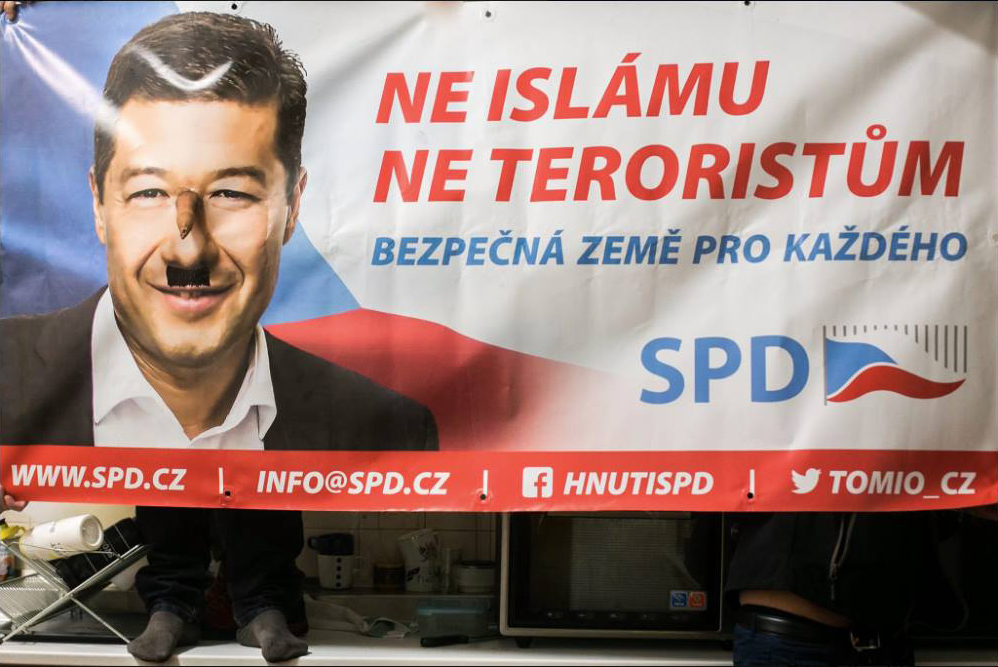 NE ISLÁMU
NE TERORISTŮM
BEZPEČNÁ ZEMĚ PRO KAŽDÉHO
SPD
WWW.SPD.CZ | INFO@SPD.CZ | HNUTISPD | TOMIO_CZ